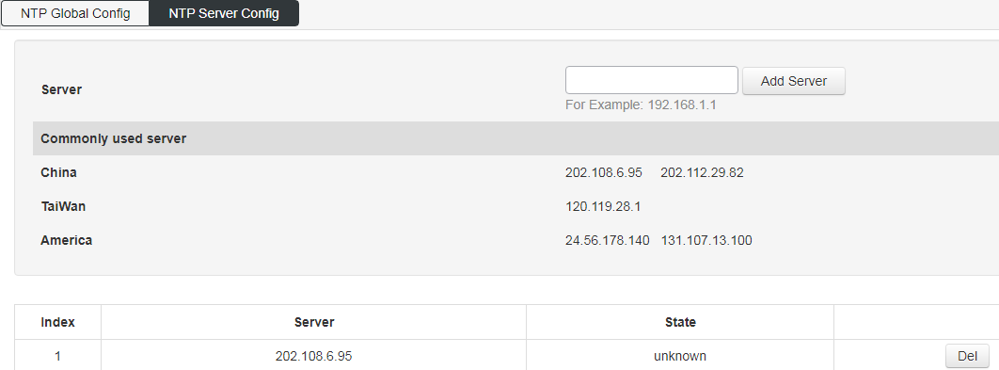 NTP Global Config NTP Server Config
Server Add Server
For Example: 192.168.1.1
Commonly used server
China 202.108.6.95 202.112.29.82
TaiWan 120.119.28.1
America 24.56.178.140 131.107.13.100
Index Server State
1 202.108.6.95 unknown Del